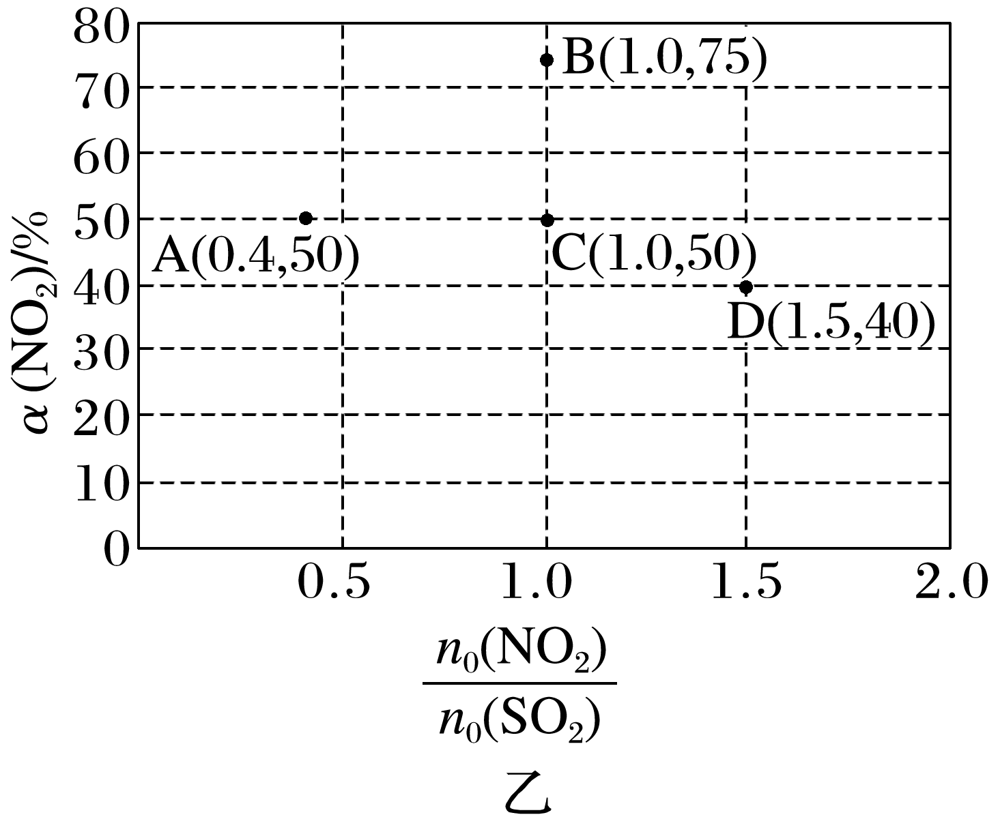 α (NO₂)/%
80
70
60
50
40
30
20
10
0
B(1.0,75)
A(0.4,50)
C(1.0,50)
D(1.5,40)
0.5 1.0 1.5 2.0
n₀(NO₂)
n₀(SO₂)
乙